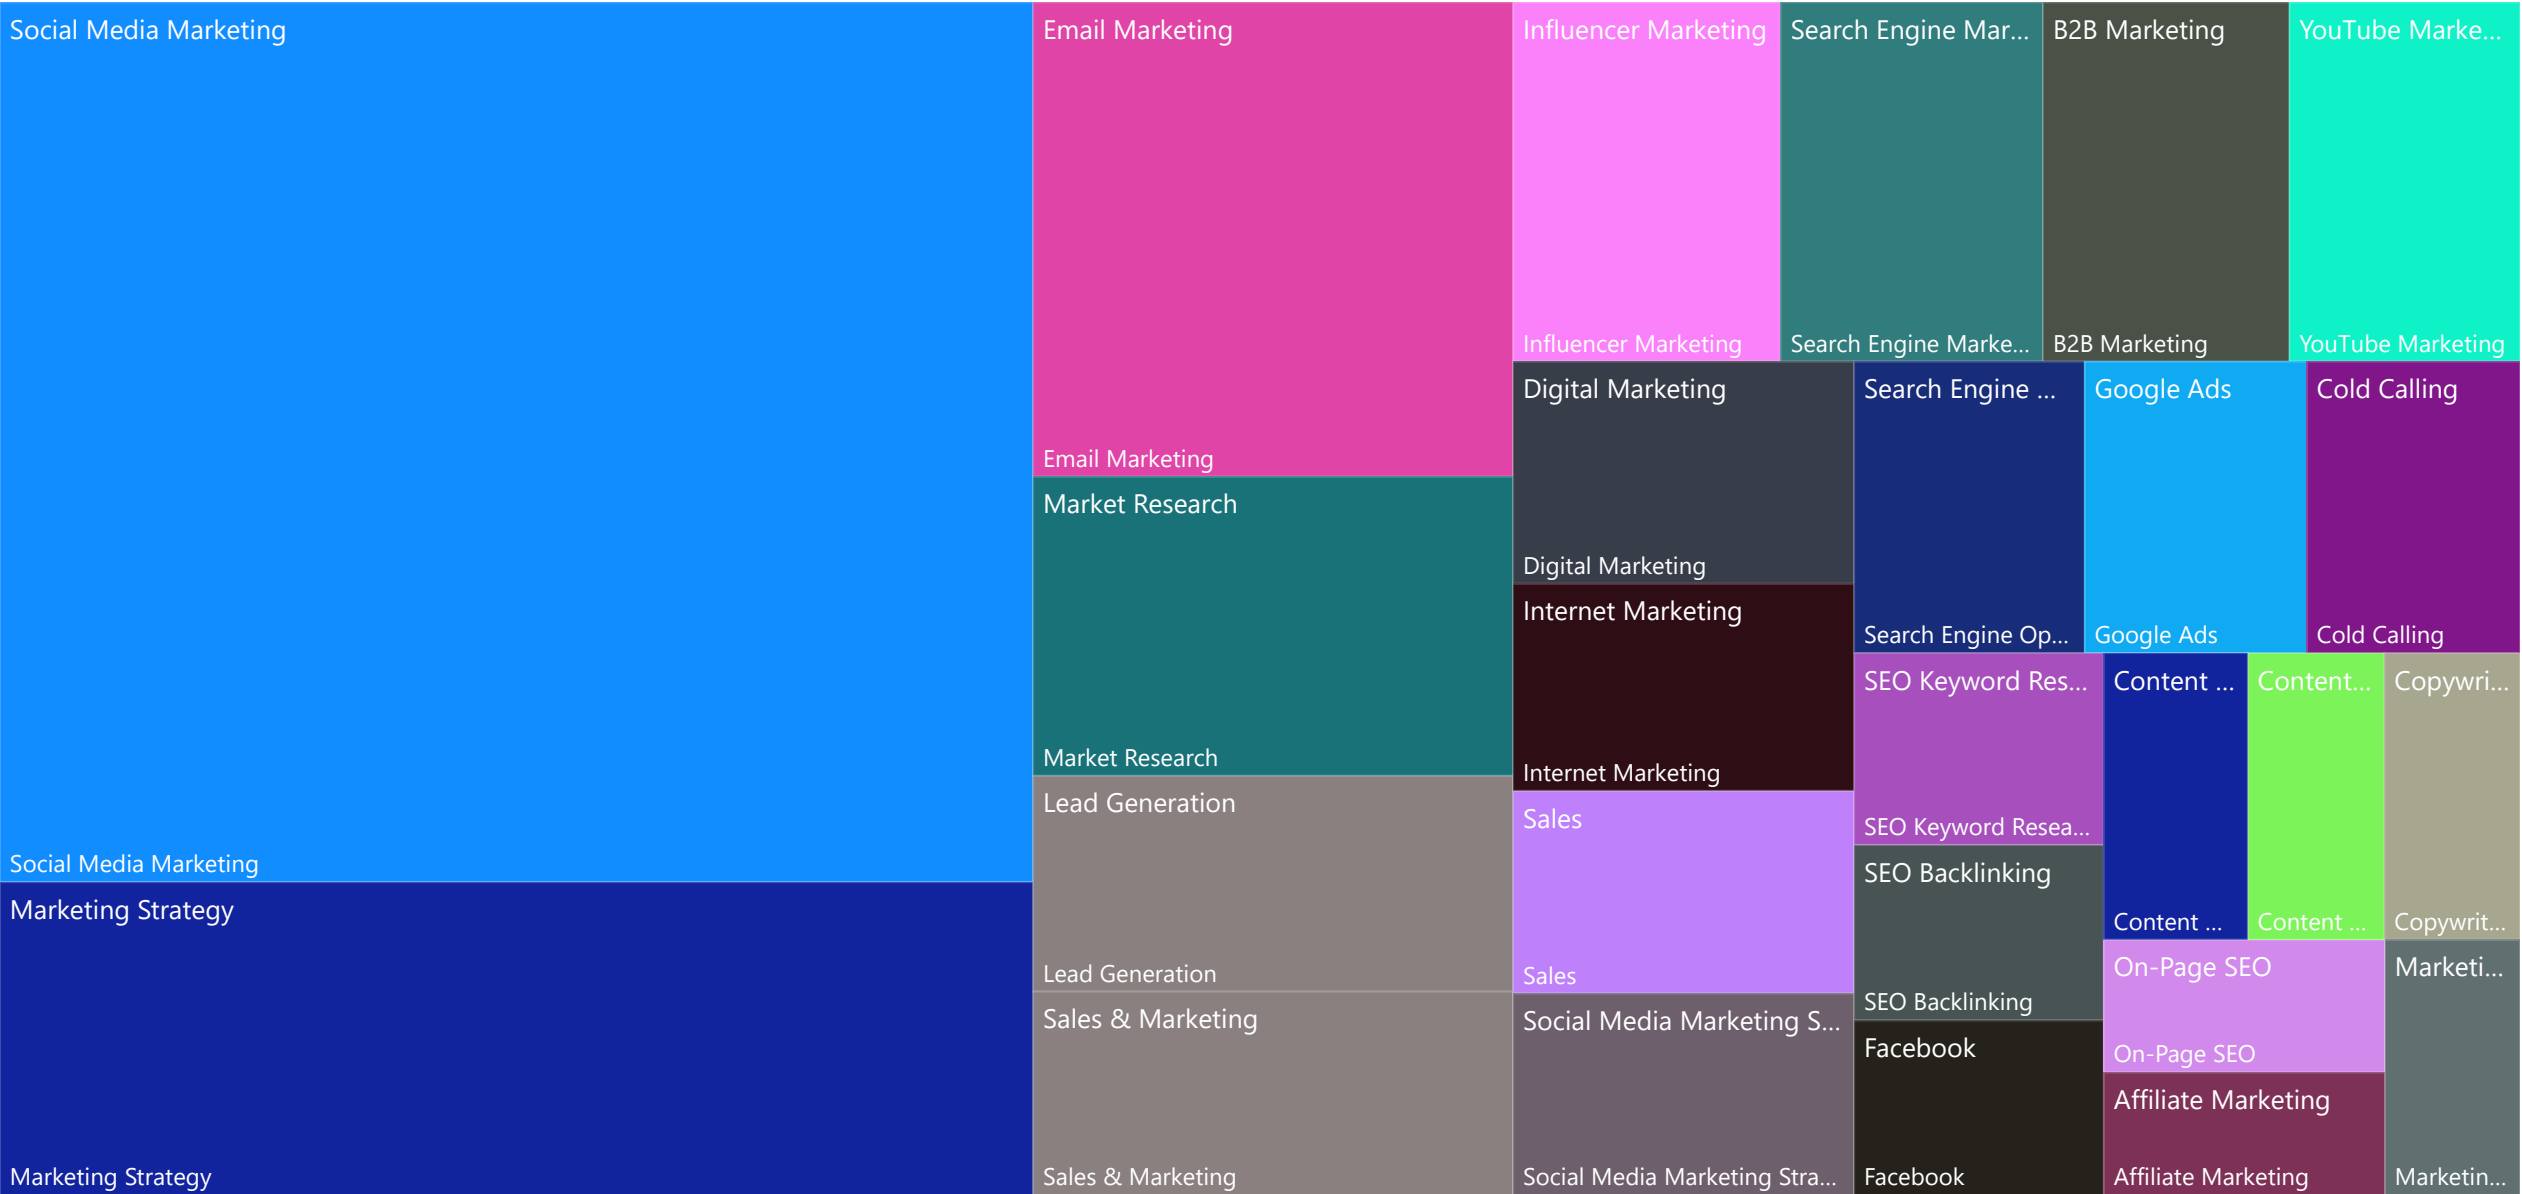 Social Media Marketing
Social Media Marketing
Marketing Strategy
Marketing Strategy
Email Marketing
Email Marketing
Market Research
Market Research
Lead Generation
Lead Generation
Sales & Marketing
Sales & Marketing
Influencer Marketing
Influencer Marketing
Search Engine Mar...
Search Engine Marke...
B2B Marketing
B2B Marketing
YouTube Marke...
YouTube Marketing
Digital Marketing
Digital Marketing
Internet Marketing
Internet Marketing
Sales
Sales
Social Media Marketing S...
Social Media Marketing Stra...
Search Engine ...
Search Engine Op...
Google Ads
Google Ads
Cold Calling
Cold Calling
SEO Keyword Res...
SEO Keyword Resea...
SEO Backlinking
SEO Backlinking
Facebook
Facebook
Content ...
Content ...
Content...
Content ...
Copywri...
Copywrit...
On-Page SEO
On-Page SEO
Affiliate Marketing
Affiliate Marketing
Marketi...
Marketin...